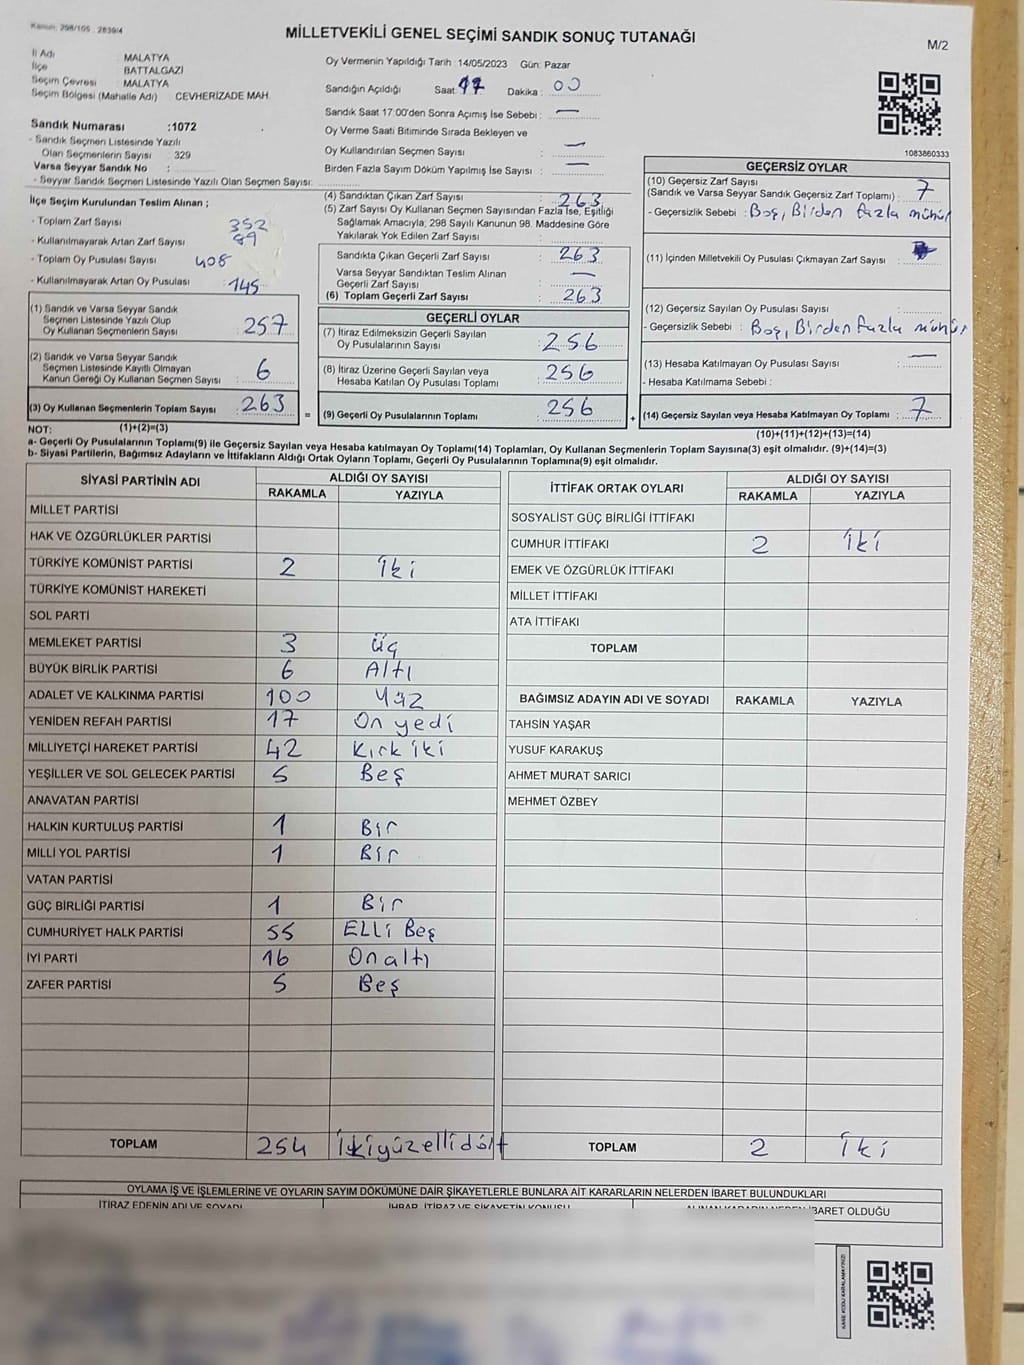 Kanun: 298/105 , 2839/4
MİLLETVEKİLİ GENEL SEÇİMİ SANDIK SONUÇ TUTANAĞI
M/2
İl Adı : MALATYA
İlçe : BATTALGAZİ
Seçim Çevresi : MALATYA
Seçim Bölgesi (Mahalle Adı) : CEVHERİZADE MAH.
Sandık Numarası :1072
- Sandık Seçmen Listesinde Yazılı
Olan Seçmenlerin Sayısı : 329
Varsa Seyyar Sandık No :
- Seyyar Sandık Seçmen Listesinde Yazılı Olan Seçmen Sayısı:
Oy Vermenin Yapıldığı Tarih :14/05/2023 Gün: Pazar
Sandığın Açıldığı Saat: 17 Dakika : 00
Sandık Saat 17.00'den Sonra Açımış İse Sebebi : —
Oy Verme Saati Bitiminde Sırada Bekleyen ve
Oy Kullandırılan Seçmen Sayısı : —
Birden Fazla Sayım Döküm Yapılmış İse Sayısı : —
1083860333
İlçe Seçim Kurulundan Teslim Alınan ;
- Toplam Zarf Sayısı 352
- Kullanılmayarak Artan Zarf Sayısı 89
- Toplam Oy Pusulası Sayısı 408
- Kullanılmayarak Artan Oy Pusulası : 145
(1) Sandık ve Varsa Seyyar Sandık
Seçmen Listesinde Yazılı Olup
Oy Kullanan Seçmenlerin Sayısı : 257
(2) Sandık ve Varsa Seyyar Sandık
Seçmen Listesinde Kayıtlı Olmayan
Kanun Gereği Oy Kullanan Seçmen Sayısı : 6
(3) Oy Kullanan Seçmenlerin Toplam Sayısı : 263 =
(4) Sandıktan Çıkan Zarf Sayısı : 263
(5) Zarf Sayısı Oy Kullanan Seçmen Sayısından Fazla İse, Eşitliği
Sağlamak Amacıyla, 298 Sayılı Kanunun 98. Maddesine Göre
Yakılarak Yok Edilen Zarf Sayısı :
Sandıkta Çıkan Geçerli Zarf Sayısı : 263
Varsa Seyyar Sandıktan Teslim Alınan
Geçerli Zarf Sayısı : —
(6) Toplam Geçerli Zarf Sayısı : 263
GEÇERLİ OYLAR
(7) İtiraz Edilmeksizin Geçerli Sayılan
Oy Pusulalarının Sayısı : 256
(8) İtiraz Üzerine Geçerli Sayılan veya
Hesaba Katılan Oy Pusulası Toplamı : 256
(9) Geçerli Oy Pusulalarının Toplamı : 256 +
GEÇERSİZ OYLAR
(10) Geçersiz Zarf Sayısı
(Sandık ve Varsa Seyyar Sandık Geçersiz Zarf Toplamı) : 7
- Geçersizlik Sebebi : Boş, Birden fazla mühür
(11) İçinden Milletvekili Oy Pusulası Çıkmayan Zarf Sayısı :
(12) Geçersiz Sayılan Oy Pusulası Sayısı :
- Geçersizlik Sebebi : Boş, Birden fazla mühür
(13) Hesaba Katılmayan Oy Pusulası Sayısı : —
- Hesaba Katılmama Sebebi :
(14) Geçersiz Sayılan veya Hesaba Katılmayan Oy Toplamı : 7
NOT: (1)+(2)=(3)
(10)+(11)+(12)+(13)=(14)
a- Geçerli Oy Pusulalarının Toplamı(9) ile Geçersiz Sayılan veya Hesaba katılmayan Oy Toplamı(14) Toplamları, Oy Kullanan Seçmenlerin Toplam Sayısına(3) eşit olmalıdır. (9)+(14)=(3)
b- Siyasi Partilerin, Bağımsız Adayların ve İttifakların Aldığı Ortak Oyların Toplamı, Geçerli Oy Pusulalarının Toplamına(9) eşit olmalıdır.
SİYASİ PARTİNİN ADI ALDIĞI OY SAYISI
RAKAMLA YAZIYLA
MİLLET PARTİSİ
HAK VE ÖZGÜRLÜKLER PARTİSİ
TÜRKİYE KOMÜNİST PARTİSİ 2 İki
TÜRKİYE KOMÜNİST HAREKETİ
SOL PARTİ
MEMLEKET PARTİSİ 3 Üç
BÜYÜK BİRLİK PARTİSİ 6 Altı
ADALET VE KALKINMA PARTİSİ 100 Yüz
YENİDEN REFAH PARTİSİ 17 On yedi
MİLLİYETÇİ HAREKET PARTİSİ 42 Kırk iki
YEŞİLLER VE SOL GELECEK PARTİSİ 5 Beş
ANAVATAN PARTİSİ
HALKIN KURTULUŞ PARTİSİ 1 Bir
MİLLİ YOL PARTİSİ 1 Bir
VATAN PARTİSİ
GÜÇ BİRLİĞİ PARTİSİ 1 Bir
CUMHURİYET HALK PARTİSİ 55 ELLi Beş
İYİ PARTİ 16 On altı
ZAFER PARTİSİ 5 Beş
TOPLAM 254 İkiyüzellidört
İTTİFAK ORTAK OYLARI ALDIĞI OY SAYISI
RAKAMLA YAZIYLA
SOSYALİST GÜÇ BİRLİĞİ İTTİFAKI
CUMHUR İTTİFAKI 2 İki
EMEK VE ÖZGÜRLÜK İTTİFAKI
MİLLET İTTİFAKI
ATA İTTİFAKI
TOPLAM
BAĞIMSIZ ADAYIN ADI VE SOYADI RAKAMLA YAZIYLA
TAHSİN YAŞAR
YUSUF KARAKUŞ
AHMET MURAT SARICI
MEHMET ÖZBEY
TOPLAM 2 İki
OYLAMA İŞ VE İŞLEMLERİNE VE OYLARIN SAYIM DÖKÜMÜNE DAİR ŞİKAYETLERLE BUNLARA AİT KARARLARIN NELERDEN İBARET BULUNDUKLARI
İTİRAZ EDENİN ADI VE SOYADI İHBAR, İTİRAZ VE ŞİKAYETİN KONUSU ALINAN KARARIN NEDEN İBARET OLDUĞU
KARE KODU KARALAMAYINIZ!